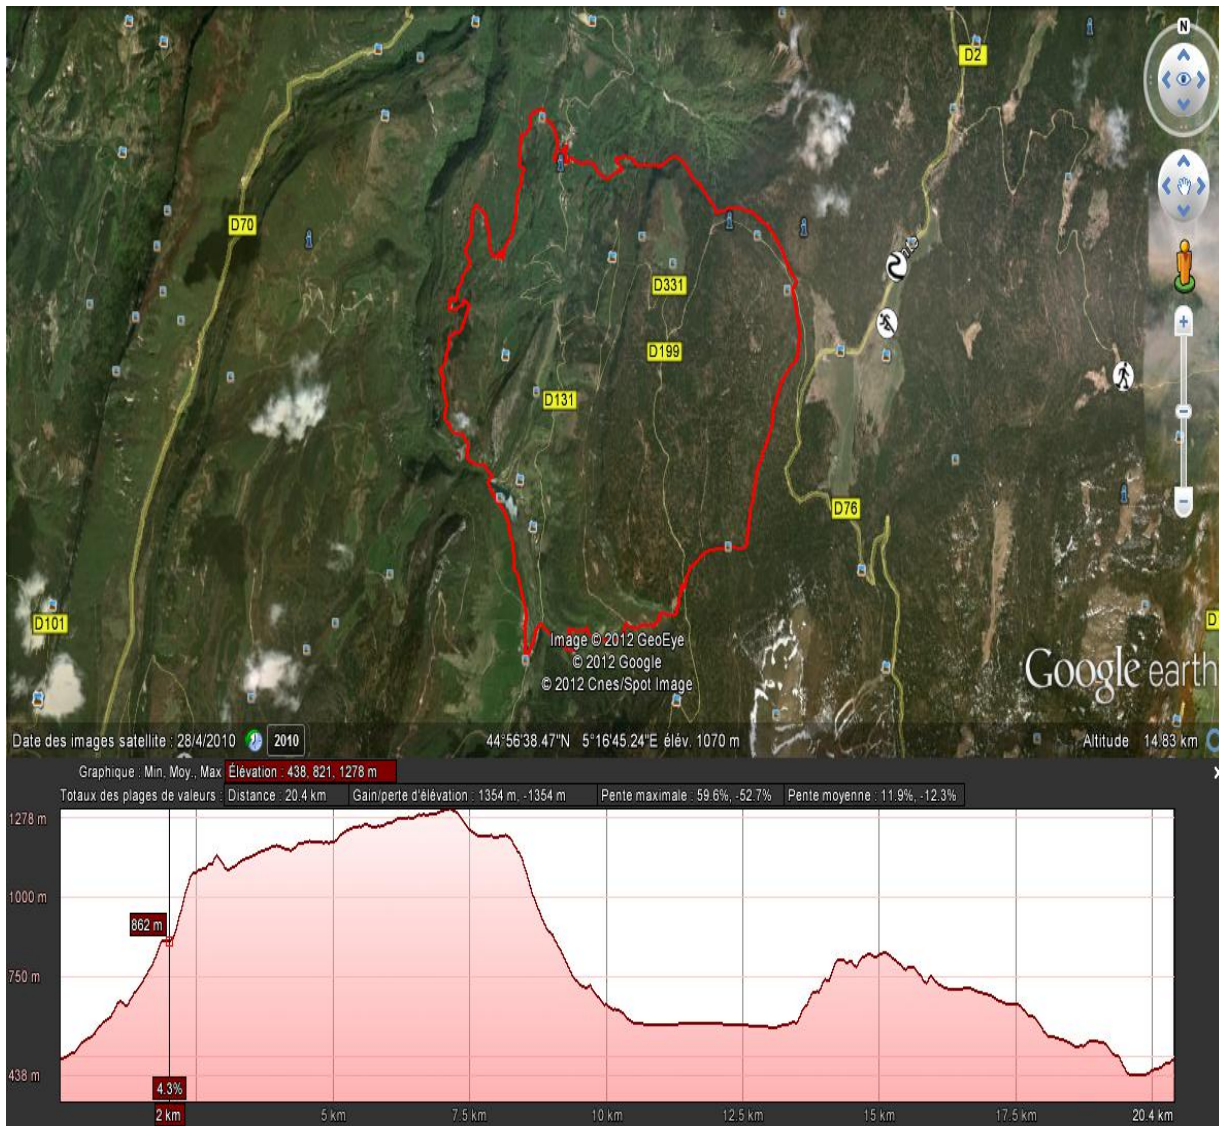 N
D2
D70
D331
D199
D131
D76
D101
Image © 2012 GeoEye
© 2012 Google
© 2012 Cnes/Spot Image
Google earth
Date des images satellite : 28/4/2010 2010 44°56'38.47"N 5°16'45.24"E élév. 1070 m Altitude 14.83 km
Graphique : Min, Moy., Max Élévation : 438, 821, 1278 m
Totaux des plages de valeurs : Distance : 20.4 km Gain/perte d'élévation : 1354 m, -1354 m Pente maximale : 59.6%, -52.7% Pente moyenne : 11.9%, -12.3%
1278 m
1000 m
862 m
750 m
438 m
4.3%
2 km 5 km 7.5 km 10 km 12.5 km 15 km 17.5 km 20.4 km